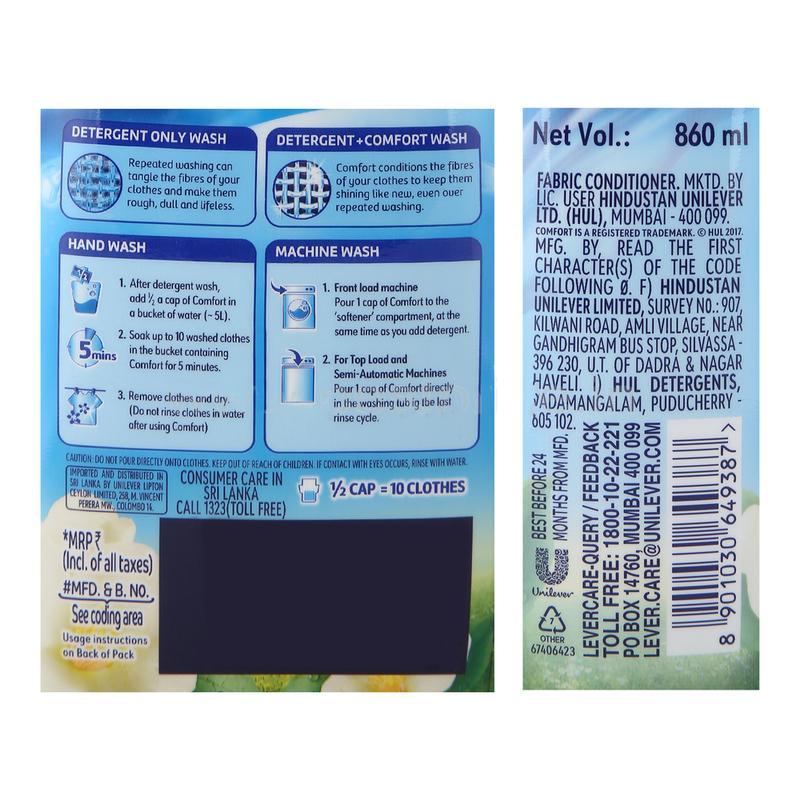 DETERGENT ONLY WASH
Repeated washing can
tangle the fibres of your
clothes and make them
rough, dull and lifeless.
DETERGENT+COMFORT WASH
Comfort conditions the fibres
of your clothes to keep them
shining like new, even over
repeated washing.
HAND WASH
1/2
1. After detergent wash,
add ½ a cap of Comfort in
a bucket of water (~ 5L).
5mins
2. Soak up to 10 washed clothes
in the bucket containing
Comfort for 5 minutes.
3. Remove clothes and dry.
(Do not rinse clothes in water
after using Comfort)
MACHINE WASH
1. Front load machine
Pour 1 cap of Comfort to the
'softener' compartment, at the
same time as you add detergent.
2. For Top Load and
Semi-Automatic Machines
Pour 1 cap of Comfort directly
in the washing tub in the last
rinse cycle.
CAUTION: DO NOT POUR DIRECTLY ONTO CLOTHES. KEEP OUT OF REACH OF CHILDREN. IF CONTACT WITH EYES OCCURS, RINSE WITH WATER.
IMPORTED AND DISTRIBUTED IN
SRI LANKA BY UNILEVER LIPTON
CEYLON LIMITED, 258, M. VINCENT
PERERA MW., COLOMBO 14.
CONSUMER CARE IN
SRI LANKA
CALL 1323(TOLL FREE)
½ CAP = 10 CLOTHES
*MRP ₹
(Incl. of all taxes)
#MFD. & B. NO.
See coding area
Usage instructions
on Back of Pack
Net Vol.: 860 ml
FABRIC CONDITIONER. MKTD. BY
LIC. USER HINDUSTAN UNILEVER
LTD. (HUL), MUMBAI - 400 099.
COMFORT IS A REGISTERED TRADEMARK. © HUL 2017.
MFG. BY, READ THE FIRST
CHARACTER(S) OF THE CODE
FOLLOWING Ø. F) HINDUSTAN
UNILEVER LIMITED, SURVEY NO.: 907,
KILWANI ROAD, AMLI VILLAGE, NEAR
GANDHIGRAM BUS STOP, SILVASSA -
396 230, U.T. OF DADRA & NAGAR
HAVELI. I) HUL DETERGENTS,
VADAMANGALAM, PUDUCHERRY -
605 102.
BEST BEFORE 24
MONTHS FROM MFD.
Unilever
7
OTHER
67406423
LEVERCARE-QUERY / FEEDBACK
TOLL FREE: 1800-10-22-221
PO BOX 14760, MUMBAI 400 099
LEVER.CARE@UNILEVER.COM
8 901030 649387 >